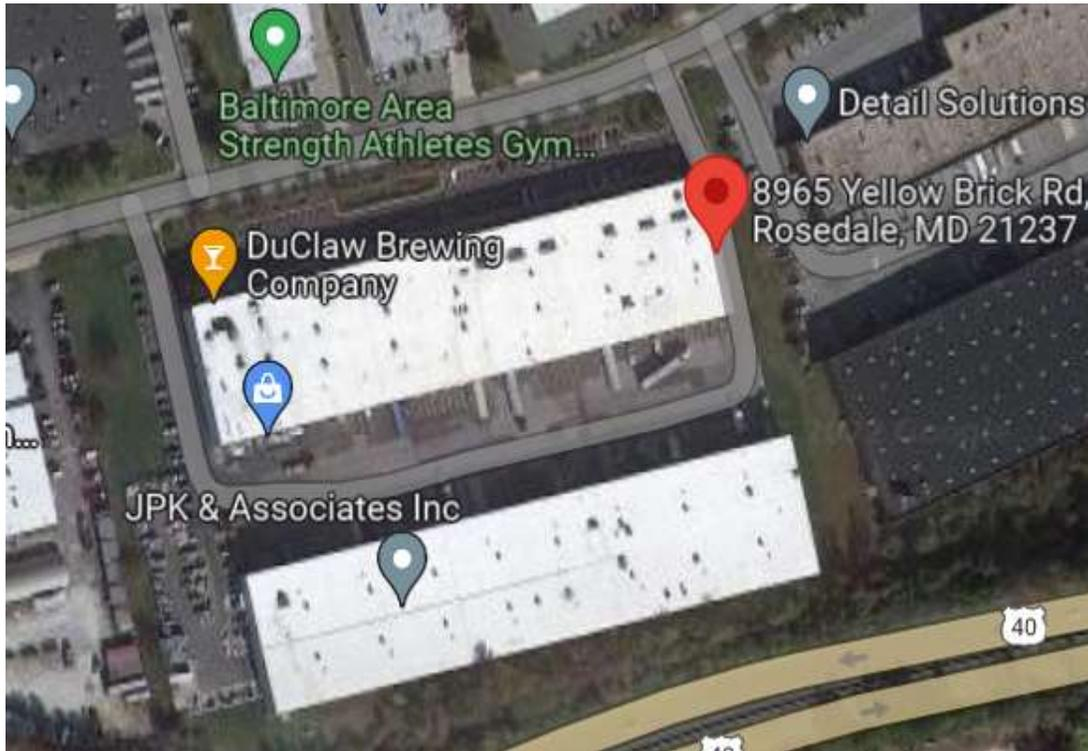 Baltimore Area
Strength Athletes Gym...
Detail Solutions
8965 Yellow Brick Rd,
Rosedale, MD 21237
DuClaw Brewing
Company
JPK & Associates Inc
40